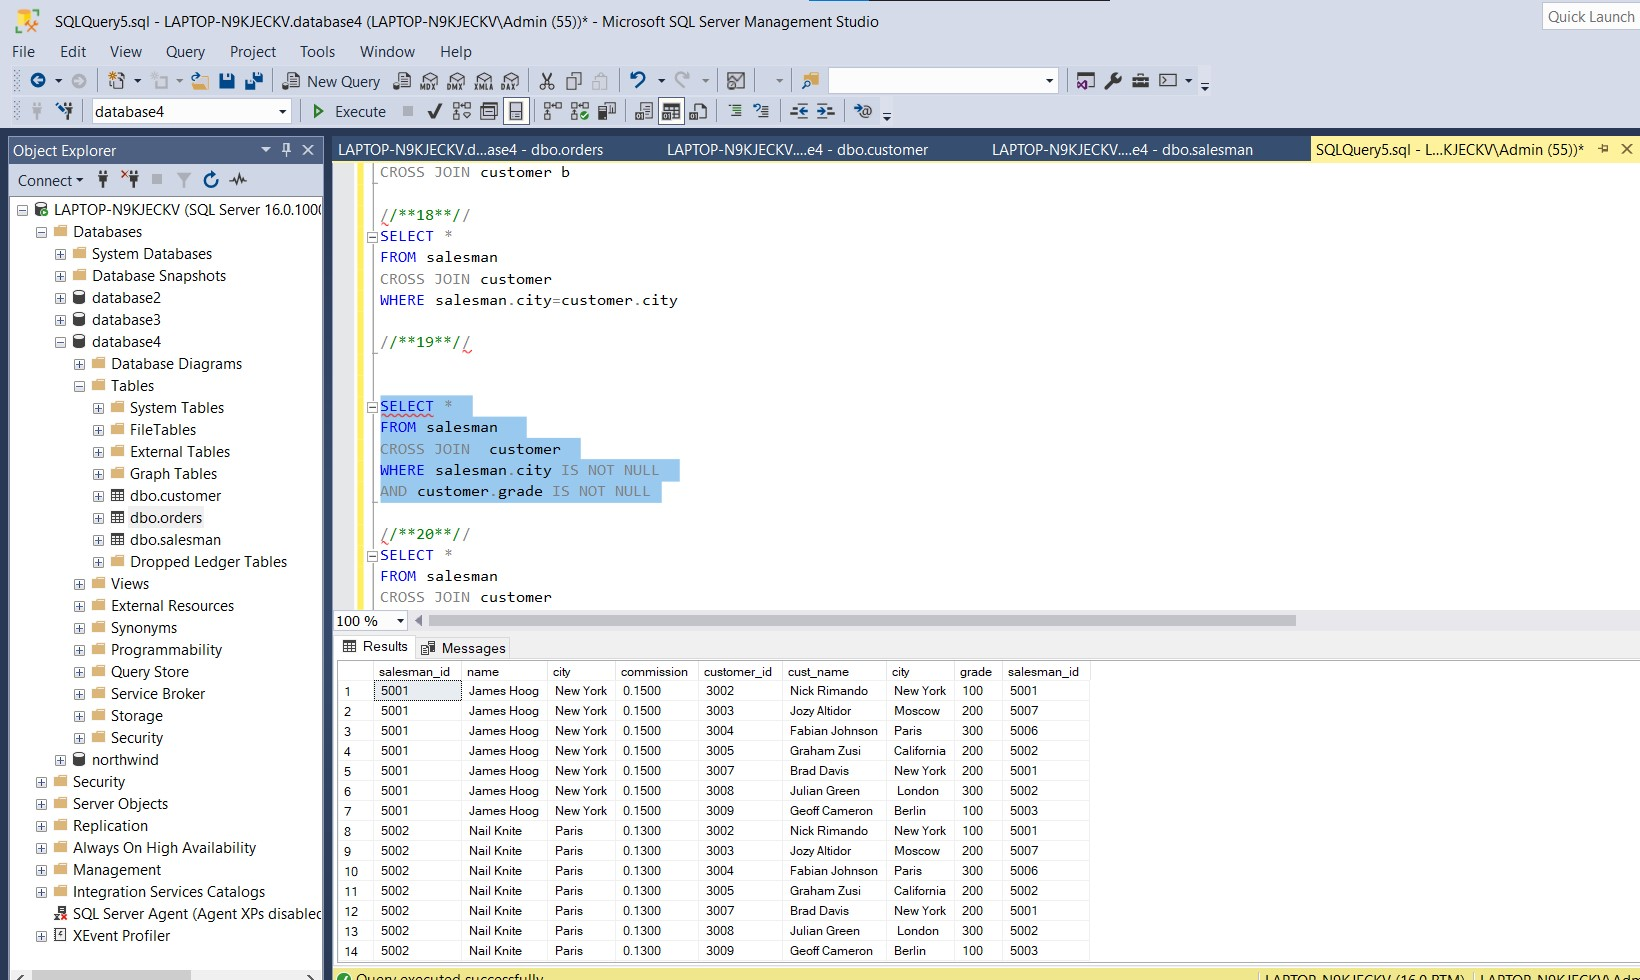 SQLQuery5.sql - LAPTOP-N9KJECKV.database4 (LAPTOP-N9KJECKV\Admin (55))* - Microsoft SQL Server Management Studio
Quick Launch
File Edit View Query Project Tools Window Help
New Query MDX DMX XMLA DAX
database4 Execute
Object Explorer
LAPTOP-N9KJECKV.d...ase4 - dbo.orders LAPTOP-N9KJECKV....e4 - dbo.customer LAPTOP-N9KJECKV....e4 - dbo.salesman SQLQuery5.sql - L...KJECKV\Admin (55))*
Connect
LAPTOP-N9KJECKV (SQL Server 16.0.1000
Databases
System Databases
Database Snapshots
database2
database3
database4
Database Diagrams
Tables
System Tables
FileTables
External Tables
Graph Tables
dbo.customer
dbo.orders
dbo.salesman
Dropped Ledger Tables
Views
External Resources
Synonyms
Programmability
Query Store
Service Broker
Storage
Security
northwind
Security
Server Objects
Replication
Always On High Availability
Management
Integration Services Catalogs
SQL Server Agent (Agent XPs disabled
XEvent Profiler
CROSS JOIN customer b
//**18**//
SELECT *
FROM salesman
CROSS JOIN customer
WHERE salesman.city=customer.city
//**19**//
SELECT *
FROM salesman
CROSS JOIN  customer
WHERE salesman.city IS NOT NULL
AND customer.grade IS NOT NULL
//**20**//
SELECT *
FROM salesman
CROSS JOIN customer
100 %
Results Messages
salesman_id name city commission customer_id cust_name city grade salesman_id
1 5001 James Hoog New York 0.1500 3002 Nick Rimando New York 100 5001
2 5001 James Hoog New York 0.1500 3003 Jozy Altidor Moscow 200 5007
3 5001 James Hoog New York 0.1500 3004 Fabian Johnson Paris 300 5006
4 5001 James Hoog New York 0.1500 3005 Graham Zusi California 200 5002
5 5001 James Hoog New York 0.1500 3007 Brad Davis New York 200 5001
6 5001 James Hoog New York 0.1500 3008 Julian Green London 300 5002
7 5001 James Hoog New York 0.1500 3009 Geoff Cameron Berlin 100 5003
8 5002 Nail Knite Paris 0.1300 3002 Nick Rimando New York 100 5001
9 5002 Nail Knite Paris 0.1300 3003 Jozy Altidor Moscow 200 5007
10 5002 Nail Knite Paris 0.1300 3004 Fabian Johnson Paris 300 5006
11 5002 Nail Knite Paris 0.1300 3005 Graham Zusi California 200 5002
12 5002 Nail Knite Paris 0.1300 3007 Brad Davis New York 200 5001
13 5002 Nail Knite Paris 0.1300 3008 Julian Green London 300 5002
14 5002 Nail Knite Paris 0.1300 3009 Geoff Cameron Berlin 100 5003
Query executed successfully. LAPTOP-N9KJECKV (16.0 RTM) LAPTOP-N9KJECKV\Adm